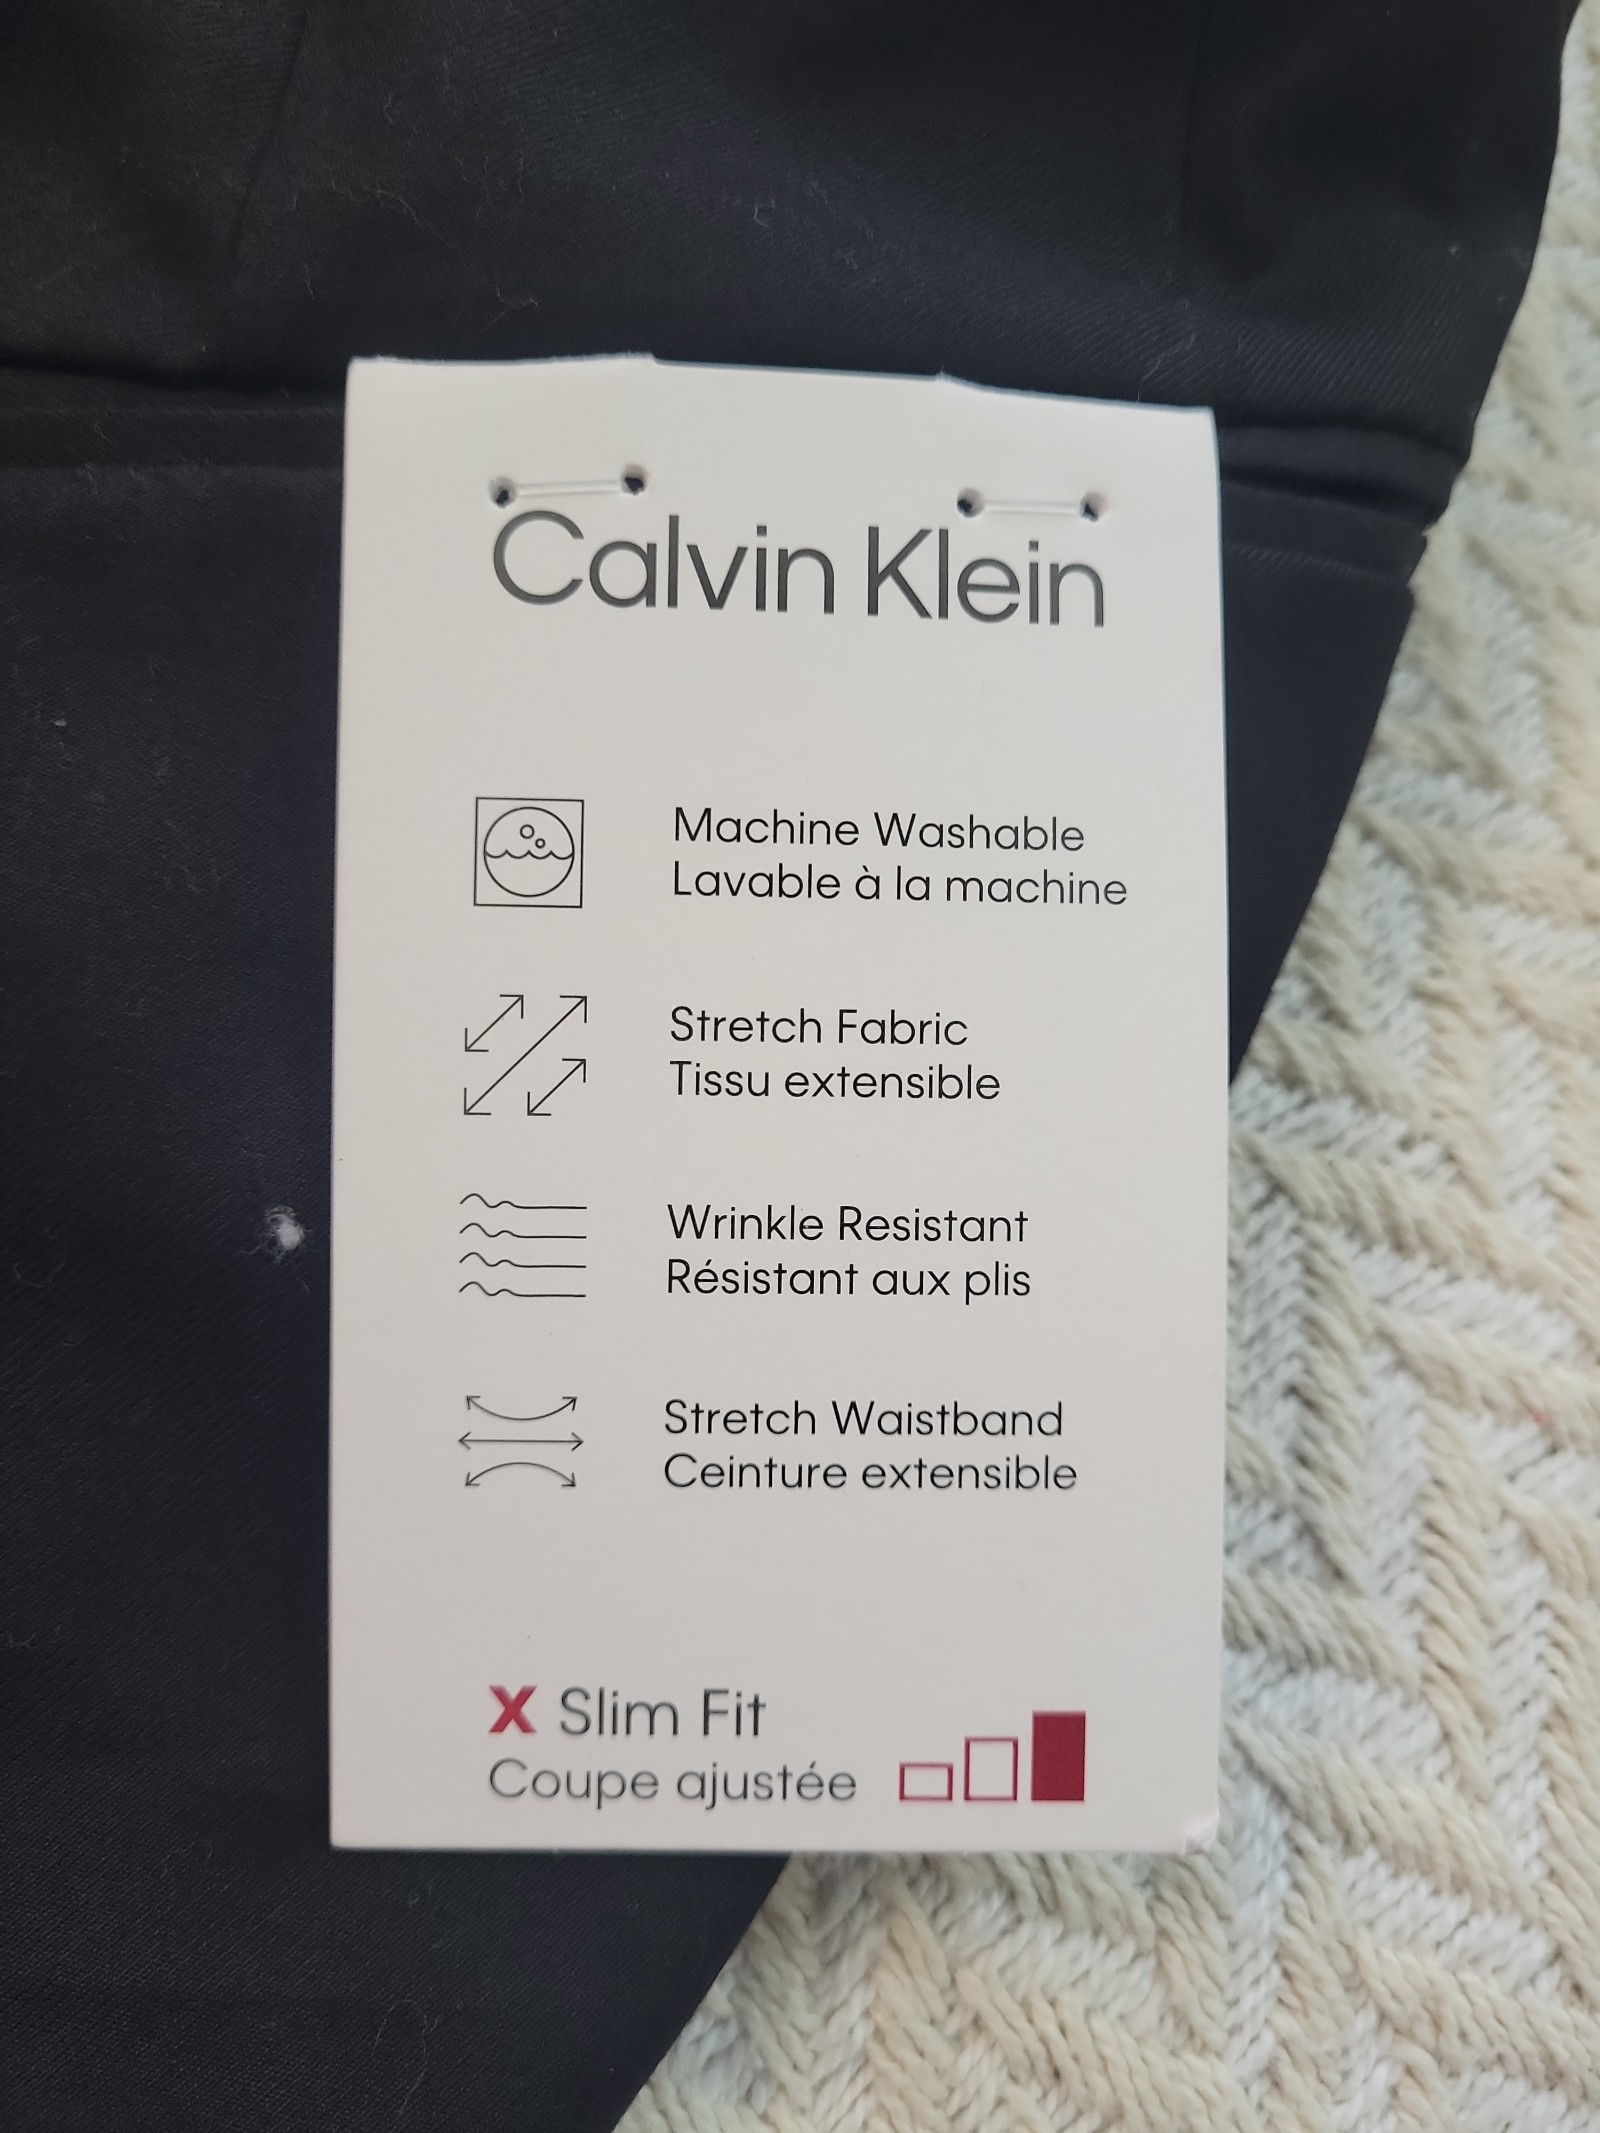 Calvin Klein
Machine Washable
Lavable à la machine
Stretch Fabric
Tissu extensible
Wrinkle Resistant
Résistant aux plis
Stretch Waistband
Ceinture extensible
X Slim Fit
Coupe ajustée